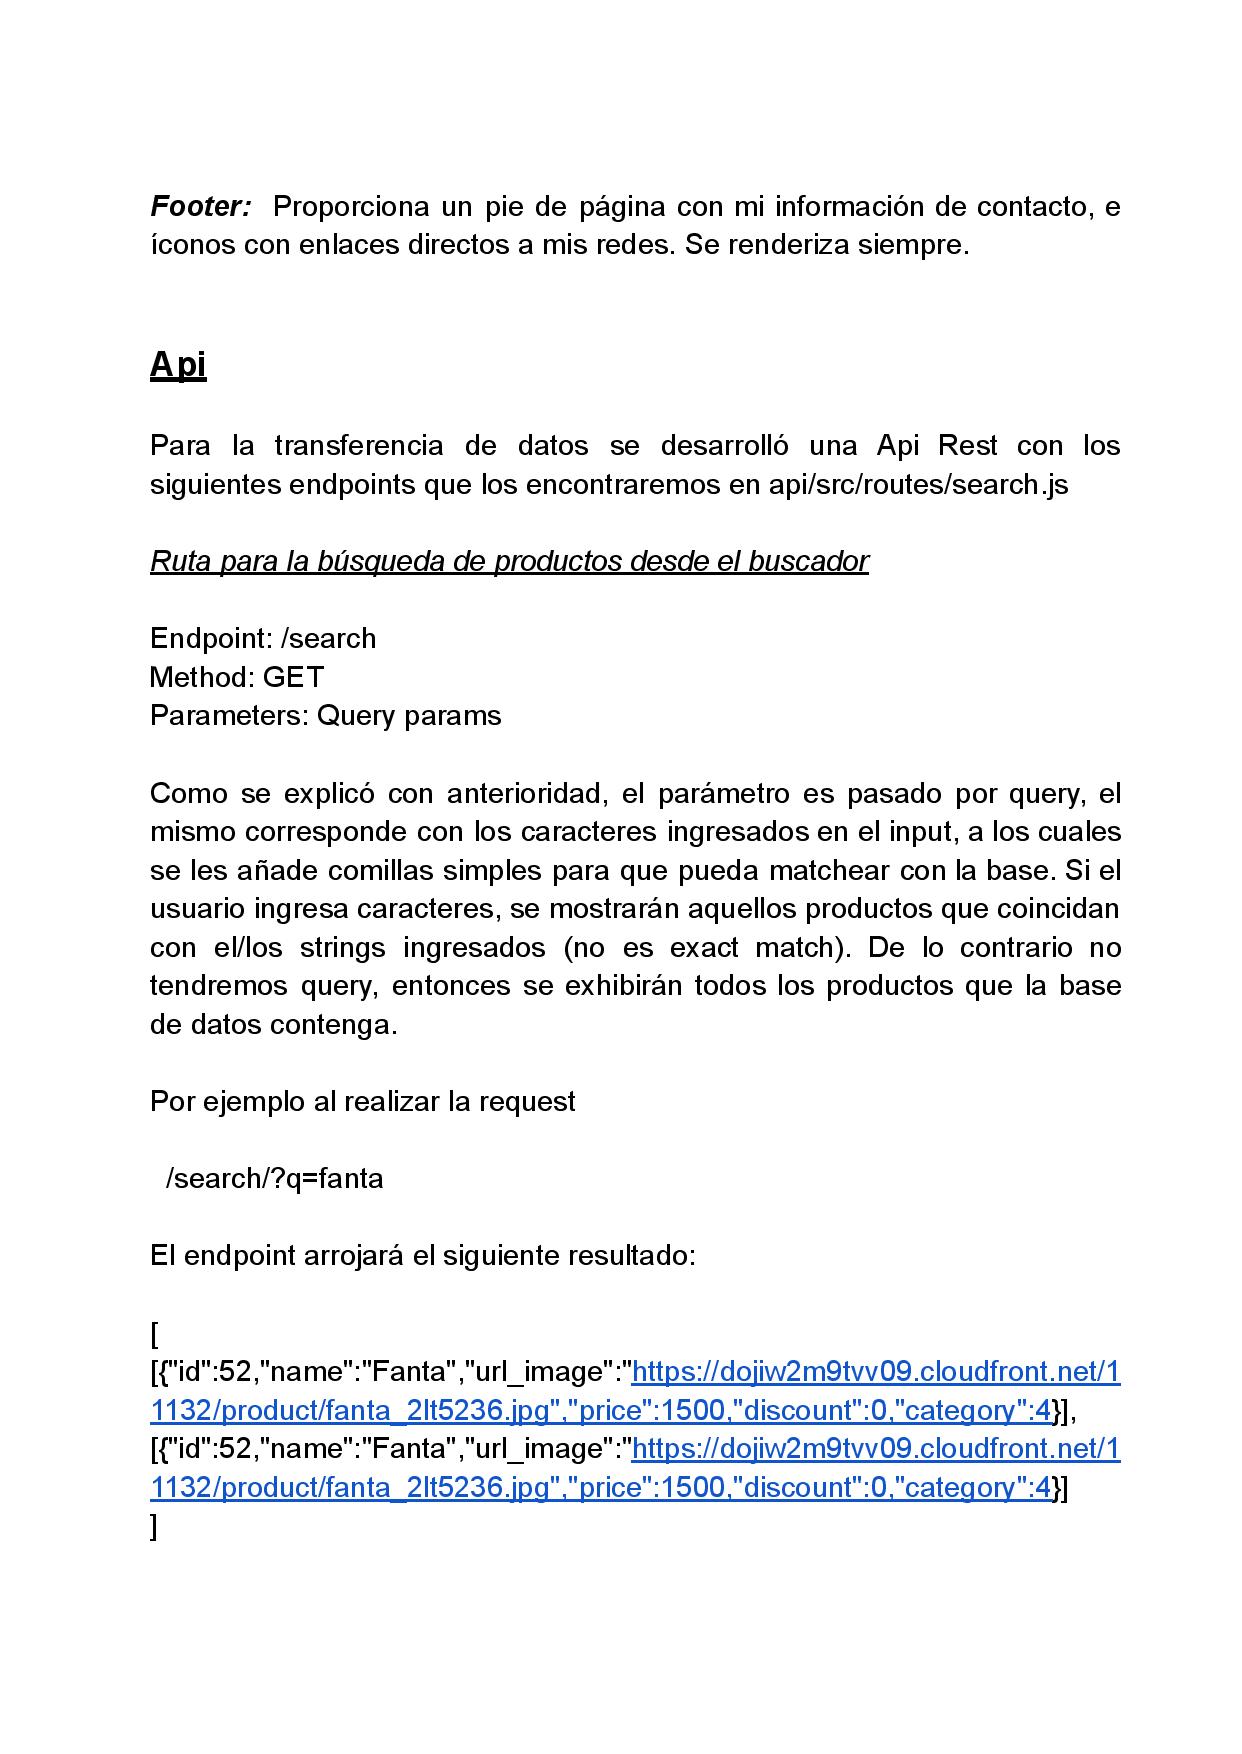 Footer: Proporciona un pie de página con mi información de contacto, e
íconos con enlaces directos a mis redes. Se renderiza siempre.
Api
Para la transferencia de datos se desarrolló una Api Rest con los
siguientes endpoints que los encontraremos en api/src/routes/search.js
Ruta para la búsqueda de productos desde el buscador
Endpoint: /search
Method: GET
Parameters: Query params
Como se explicó con anterioridad, el parámetro es pasado por query, el
mismo corresponde con los caracteres ingresados en el input, a los cuales
se les añade comillas simples para que pueda matchear con la base. Si el
usuario ingresa caracteres, se mostrarán aquellos productos que coincidan
con el/los strings ingresados (no es exact match). De lo contrario no
tendremos query, entonces se exhibirán todos los productos que la base
de datos contenga.
Por ejemplo al realizar la request
/search/?q=fanta
El endpoint arrojará el siguiente resultado:
[
[{"id":52,"name":"Fanta","url_image":"https://dojiw2m9tvv09.cloudfront.net/1
1132/product/fanta_2lt5236.jpg","price":1500,"discount":0,"category":4}],
[{"id":52,"name":"Fanta","url_image":"https://dojiw2m9tvv09.cloudfront.net/1
1132/product/fanta_2lt5236.jpg","price":1500,"discount":0,"category":4}]
]